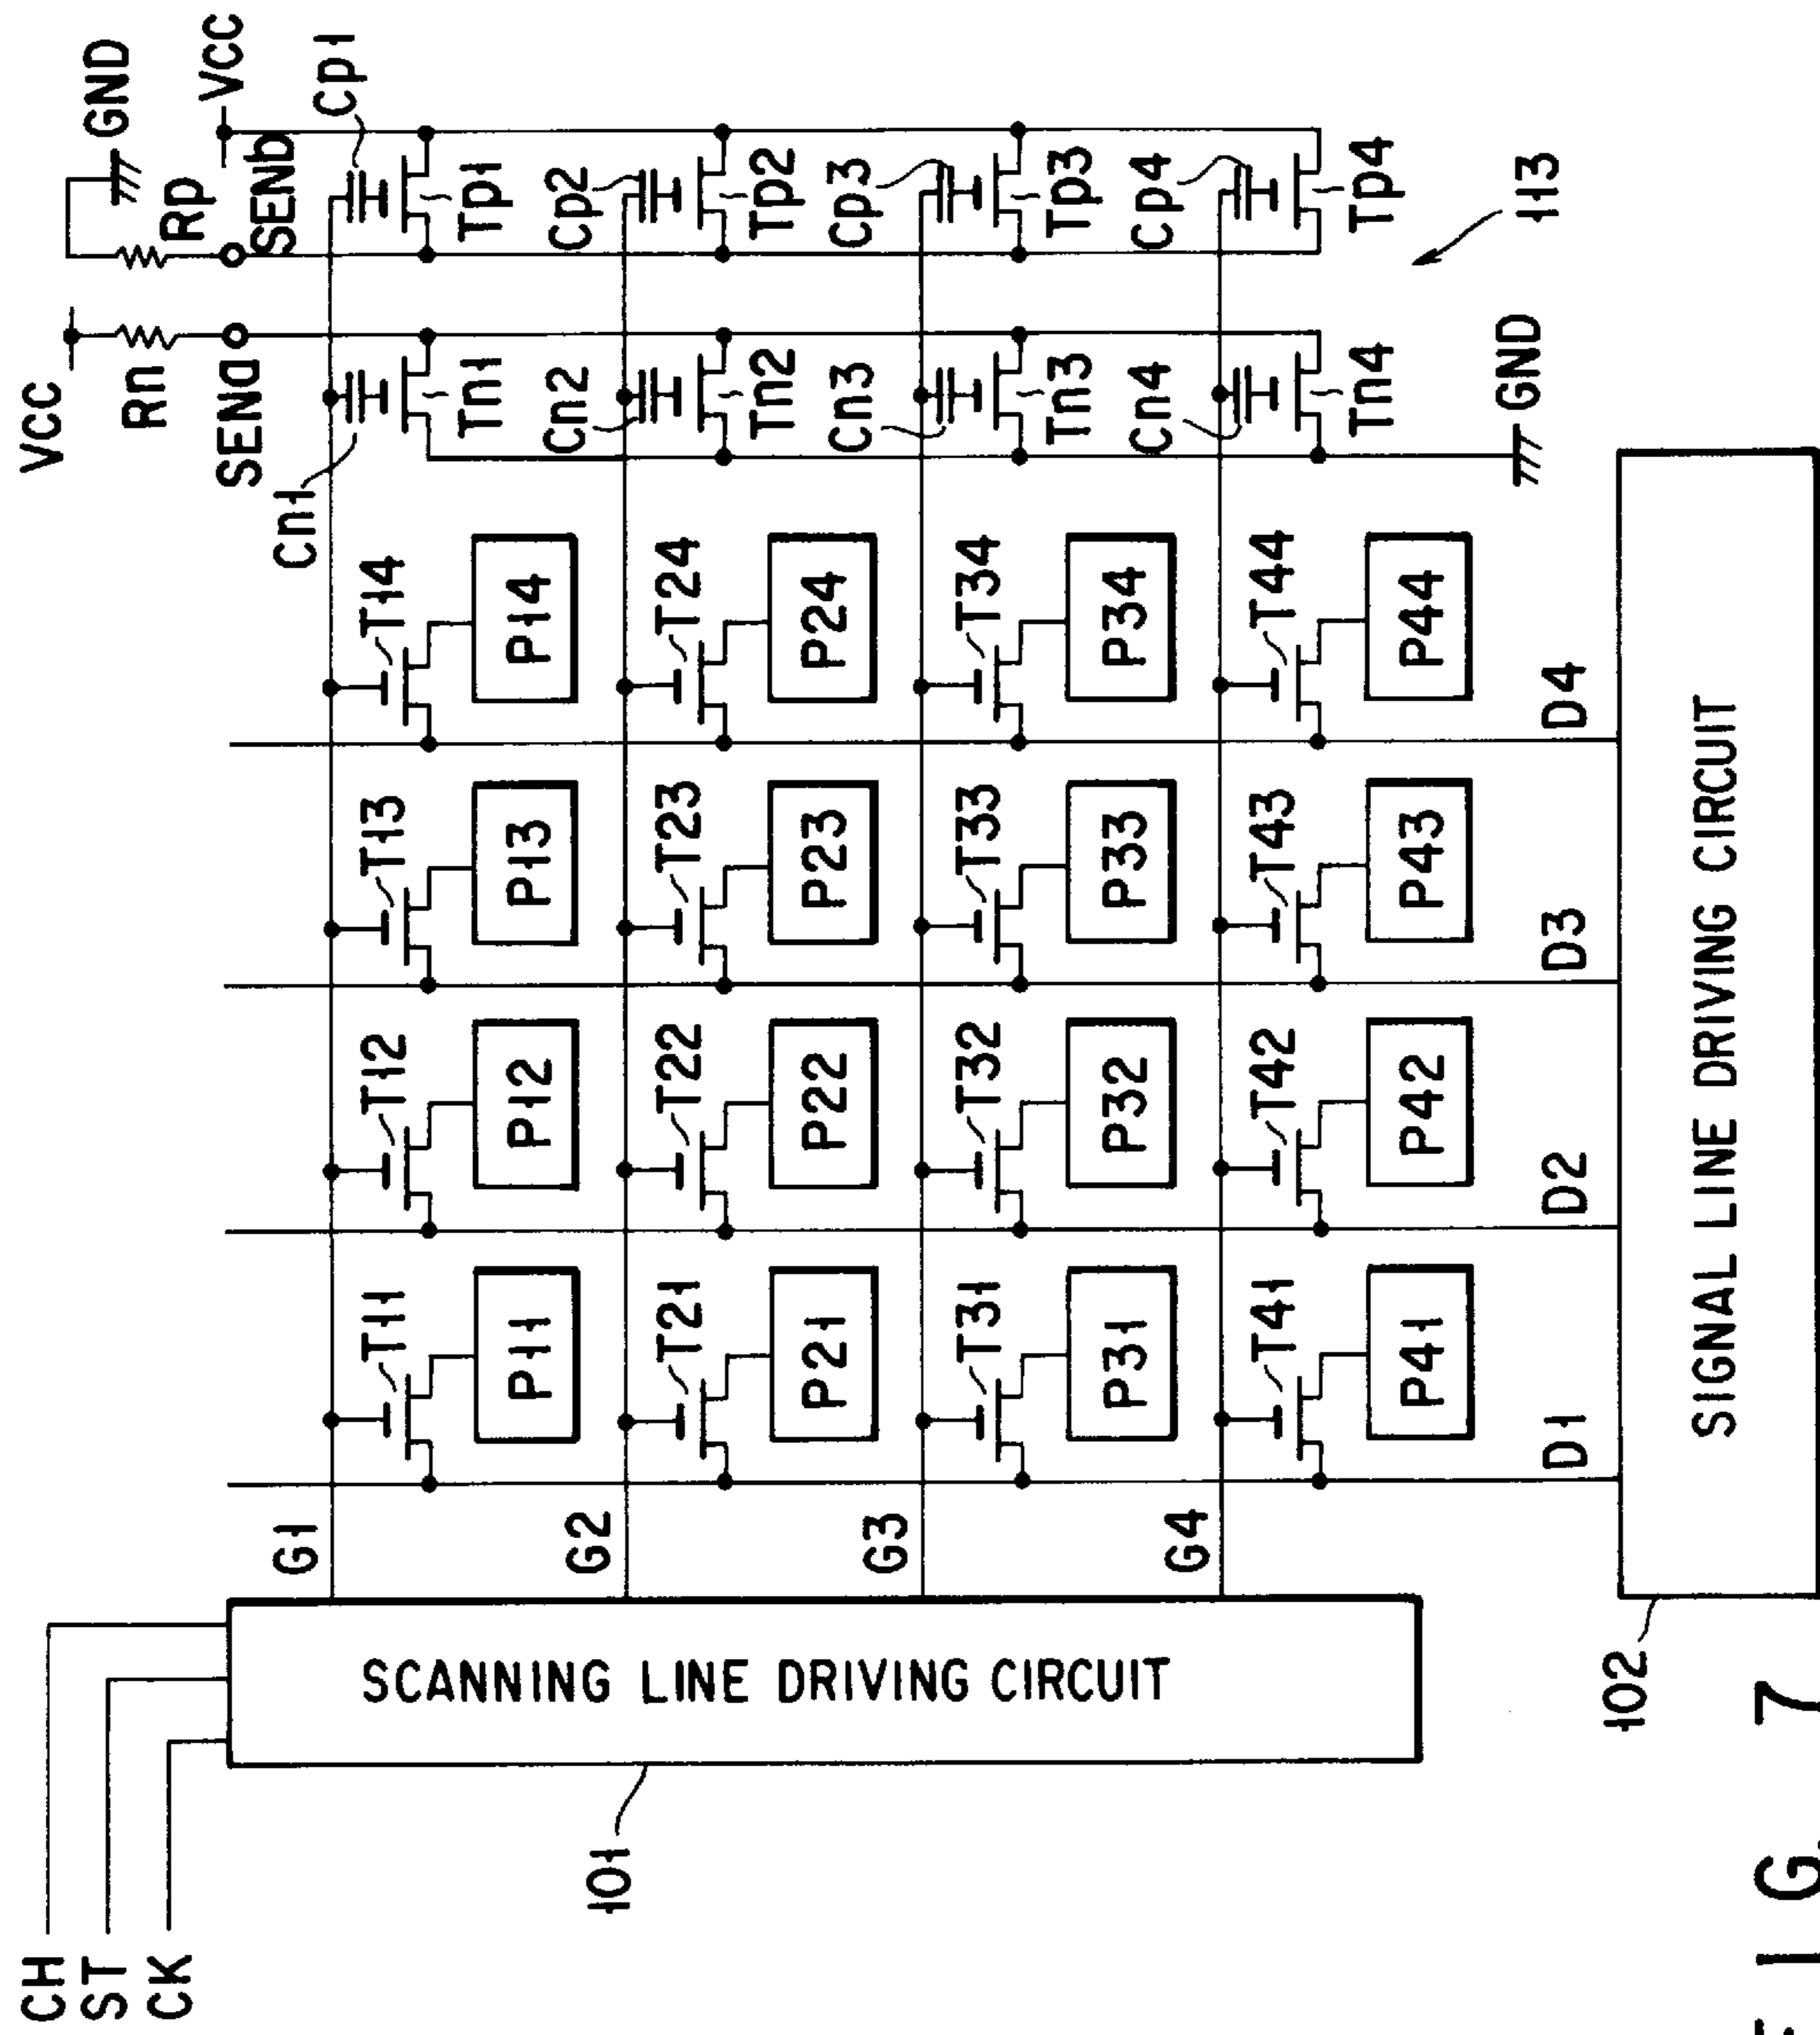 CH
ST
CK
101
SCANNING LINE DRIVING CIRCUIT
G1
G2
G3
G4
T11
T12
T13
T14
P11
P12
P13
P14
T21
T22
T23
T24
P21
P22
P23
P24
T31
T32
T33
T34
P31
P32
P33
P34
T41
T42
T43
T44
P41
P42
P43
P44
D1
D2
D3
D4
102
SIGNAL LINE DRIVING CIRCUIT
VCC
Rn
SENa
GND
Rp
SENb
VCC
Cn1
Cp1
Tn1
Tp1
Cn2
Cp2
Tn2
Tp2
Cn3
Cp3
Tn3
Tp3
Cn4
Cp4
Tn4
Tp4
GND
113
FIG. 7